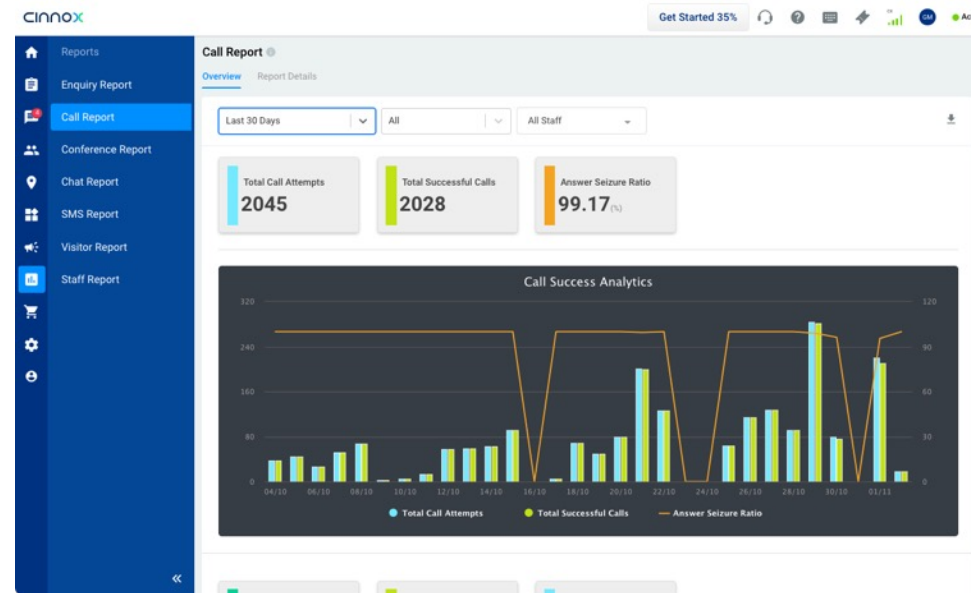 CINNOX
Get Started 35%
GM
Ac
Reports
Enquiry Report
Call Report
Conference Report
Chat Report
SMS Report
Visitor Report
Staff Report
Call Report
Overview Report Details
Last 30 Days All All Staff
Total Call Attempts
2045
Total Successful Calls
2028
Answer Seizure Ratio
99.17(%)
Call Success Analytics
320 120
240 90
160 60
80 30
0 0
04/10 06/10 08/10 10/10 12/10 14/10 16/10 18/10 20/10 22/10 24/10 26/10 28/10 30/10 01/11
Total Call Attempts Total Successful Calls Answer Seizure Ratio